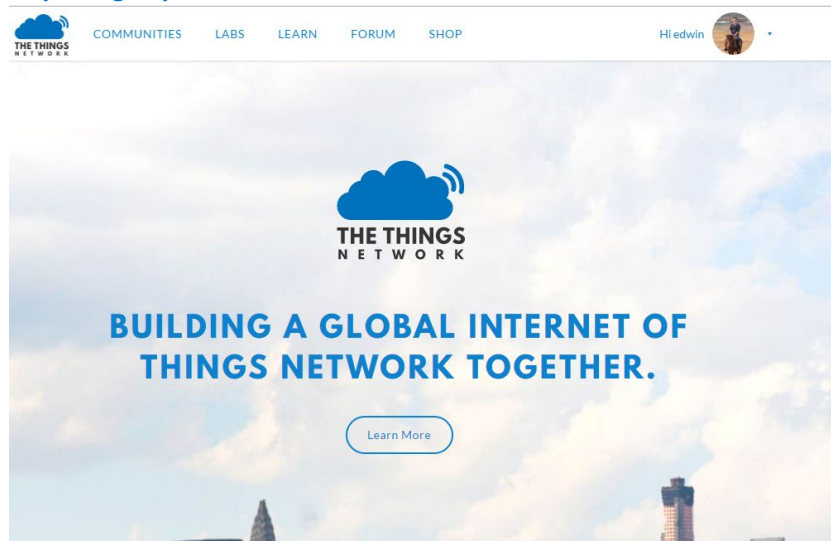 THE THINGS
NETWORK
COMMUNITIES LABS LEARN FORUM SHOP Hi edwin
THE THINGS
NETWORK
BUILDING A GLOBAL INTERNET OF
THINGS NETWORK TOGETHER.
Learn More